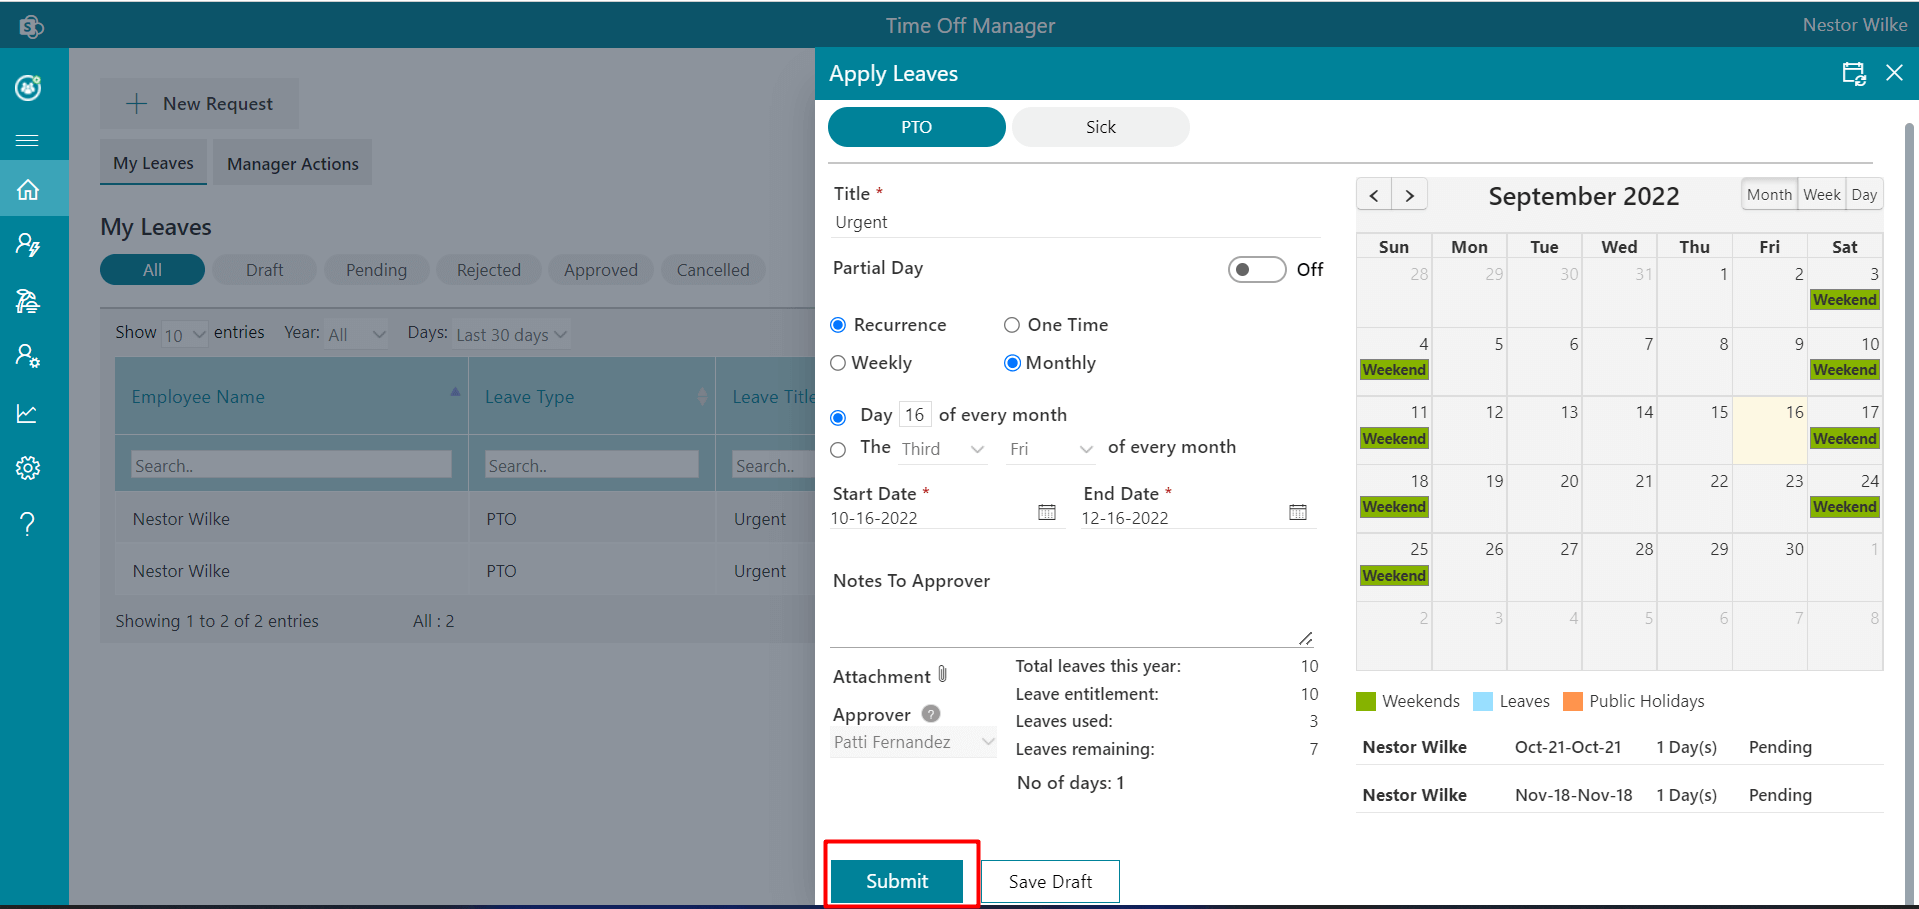 Time Off Manager
Nestor Wilke
New Request
My Leaves
Manager Actions
My Leaves
All Draft Pending Rejected Approved Cancelled
Show 10 entries Year: All Days: Last 30 days
Employee Name Leave Type Leave Title
Search.. Search.. Search..
Nestor Wilke PTO Urgent
Nestor Wilke PTO Urgent
Showing 1 to 2 of 2 entries All : 2
Apply Leaves
PTO Sick
Title *
Urgent
Partial Day Off
Recurrence One Time
Weekly Monthly
Day 16 of every month
The Third Fri of every month
Start Date * End Date *
10-16-2022 12-16-2022
Notes To Approver
Attachment
Approver ?
Patti Fernandez
Total leaves this year: 10
Leave entitlement: 10
Leaves used: 3
Leaves remaining: 7
No of days: 1
Submit Save Draft
September 2022
Month Week Day
Sun Mon Tue Wed Thu Fri Sat
28 29 30 31 1 2 3
Weekend
4 5 6 7 8 9 10
Weekend Weekend
11 12 13 14 15 16 17
Weekend Weekend
18 19 20 21 22 23 24
Weekend Weekend
25 26 27 28 29 30 1
Weekend
2 3 4 5 6 7 8
Weekends Leaves Public Holidays
Nestor Wilke Oct-21-Oct-21 1 Day(s) Pending
Nestor Wilke Nov-18-Nov-18 1 Day(s) Pending